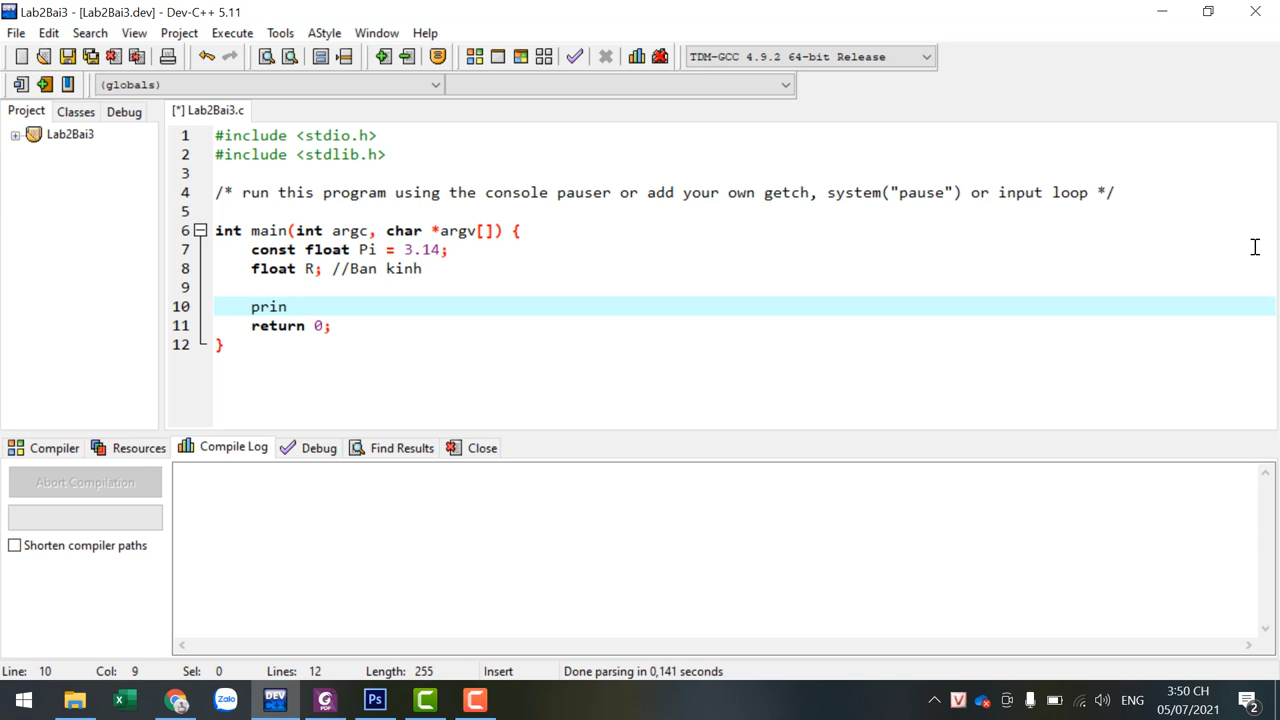 Lab2Bai3 - [Lab2Bai3.dev] - Dev-C++ 5.11
File Edit Search View Project Execute Tools AStyle Window Help
TDM-GCC 4.9.2 64-bit Release
(globals)
Project Classes Debug [*] Lab2Bai3.c
Lab2Bai3
1 #include <stdio.h>
2 #include <stdlib.h>
3
4 /* run this program using the console pauser or add your own getch, system("pause") or input loop */
5
6 int main(int argc, char *argv[]) {
7 const float Pi = 3.14;
8 float R; //Ban kinh
9
10 prin
11 return 0;
12 }
Compiler Resources Compile Log Debug Find Results Close
Abort Compilation
Shorten compiler paths
Line: 10 Col: 9 Sel: 0 Lines: 12 Length: 255 Insert Done parsing in 0,141 seconds
Zalo DEV C++ PDF Ps C C V ENG 3:50 CH
05/07/2021 2